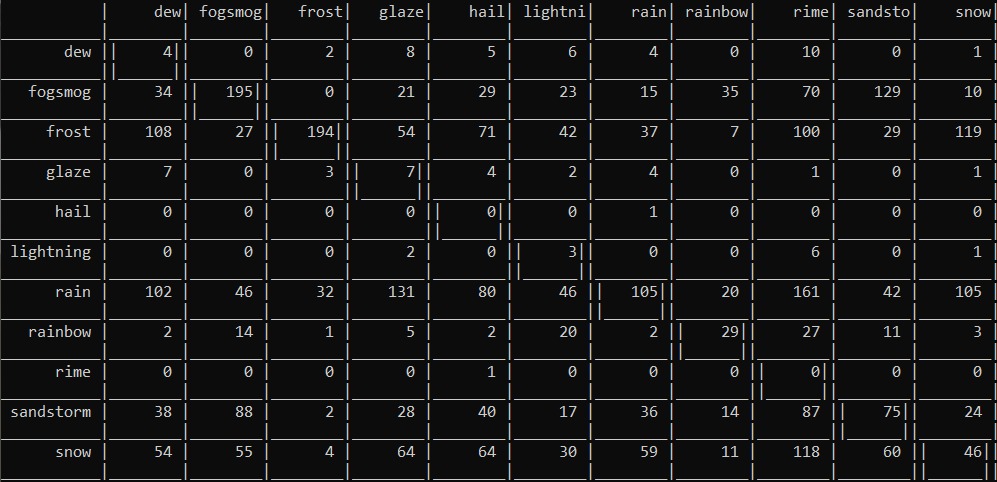 dew| fogsmog| frost| glaze| hail| lightni| rain| rainbow| rime| sandsto| snow|
dew || 4|| 0 | 2 | 8 | 5 | 6 | 4 | 0 | 10 | 0 | 1
fogsmog | 34 || 195|| 0 | 21 | 29 | 23 | 15 | 35 | 70 | 129 | 10
frost | 108 | 27 || 194|| 54 | 71 | 42 | 37 | 7 | 100 | 29 | 119
glaze | 7 | 0 | 3 || 7|| 4 | 2 | 4 | 0 | 1 | 0 | 1
hail | 0 | 0 | 0 | 0 || 0|| 0 | 1 | 0 | 0 | 0 | 0
lightning | 0 | 0 | 0 | 2 | 0 || 3|| 0 | 0 | 6 | 0 | 1
rain | 102 | 46 | 32 | 131 | 80 | 46 || 105|| 20 | 161 | 42 | 105
rainbow | 2 | 14 | 1 | 5 | 2 | 20 | 2 || 29|| 27 | 11 | 3
rime | 0 | 0 | 0 | 0 | 1 | 0 | 0 | 0 || 0|| 0 | 0
sandstorm | 38 | 88 | 2 | 28 | 40 | 17 | 36 | 14 | 87 || 75|| 24
snow | 54 | 55 | 4 | 64 | 64 | 30 | 59 | 11 | 118 | 60 || 46||